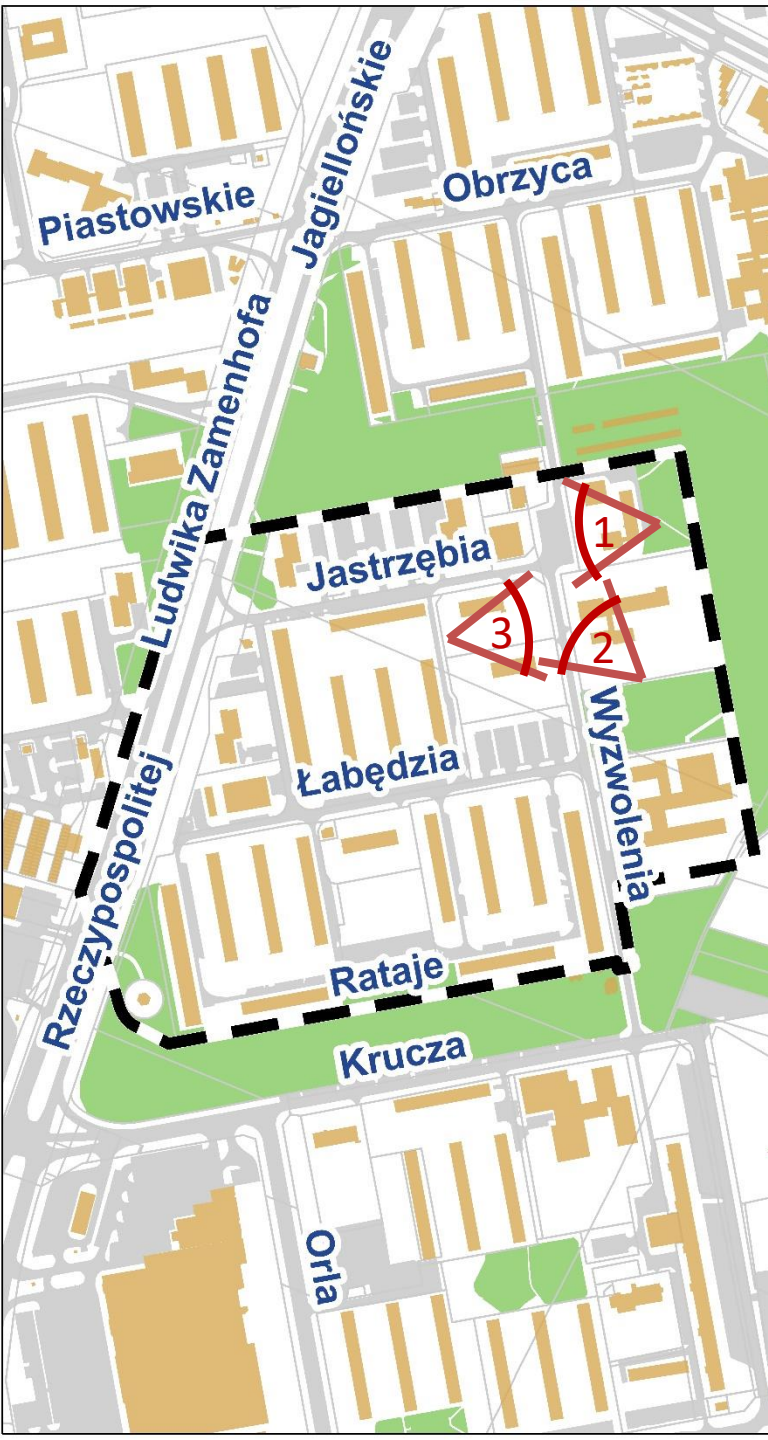 Jagiellońskie
Obrzyca
Piastowskie
Ludwika Zamenhofa
1
Jastrzębia
3
2
Wyzwolenia
Łabędzia
Rzeczypospolitej
Rataje
Krucza
Orla